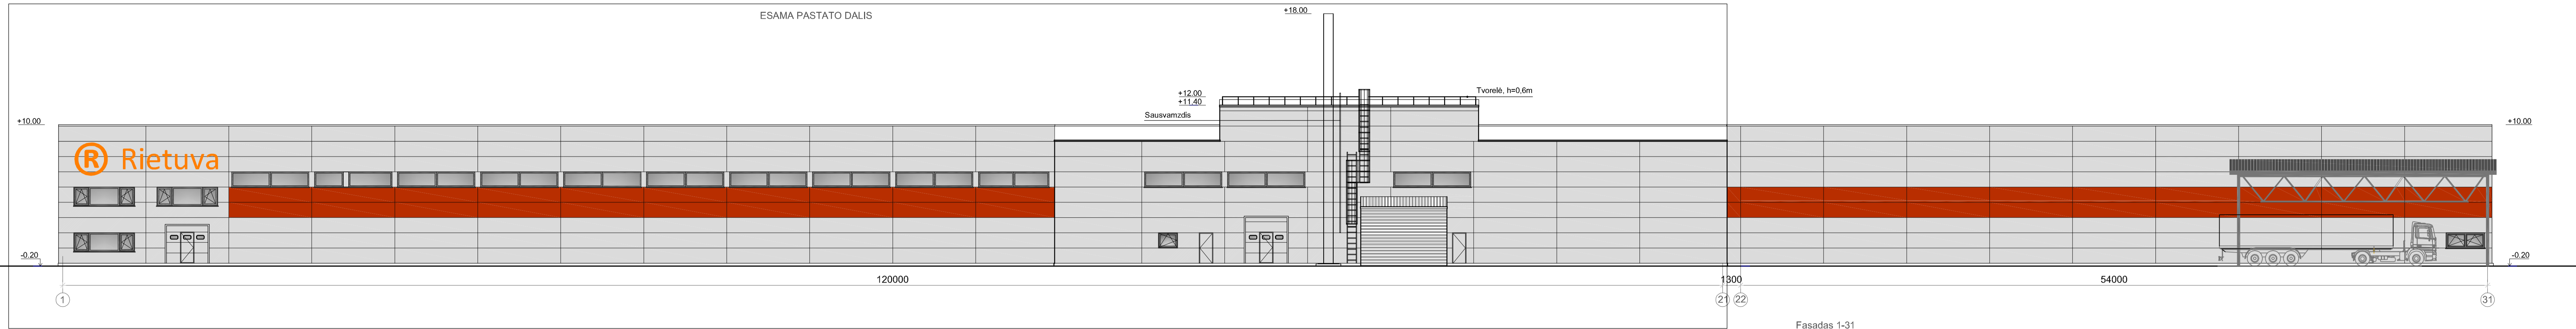 ESAMA PASTATO DALIS
+18.00
+12.00
+11,40
Tvorelė, h=0,6m
Sausvamzdis
+10.00
+10.00
® Rietuva
-0.20
-0.20
120000
1300
54000
1
21
22
31
Fasadas 1-31